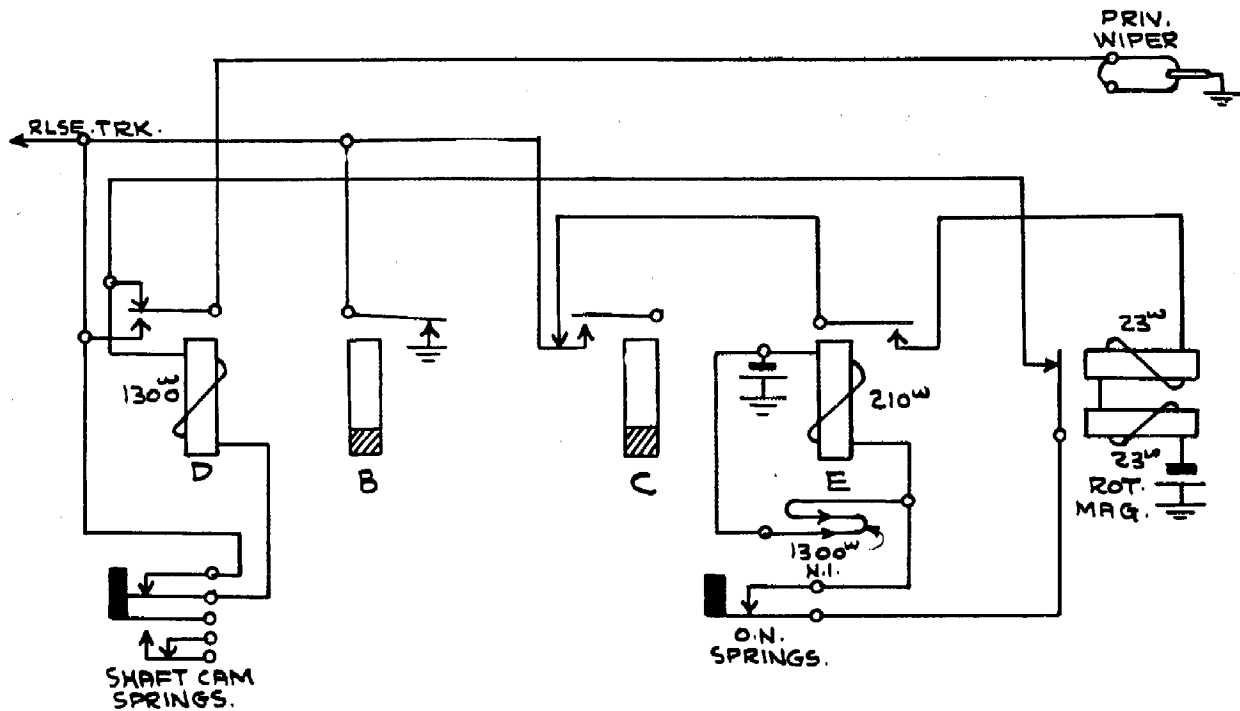 PRIV.
WIPER
RLSE. TRK.
1300ω
D
B
C
210ω
E
23ω
23ω
ROT.
MAG.
1300ω
N.I.
O.N.
SPRINGS.
SHAFT CAM
SPRINGS.